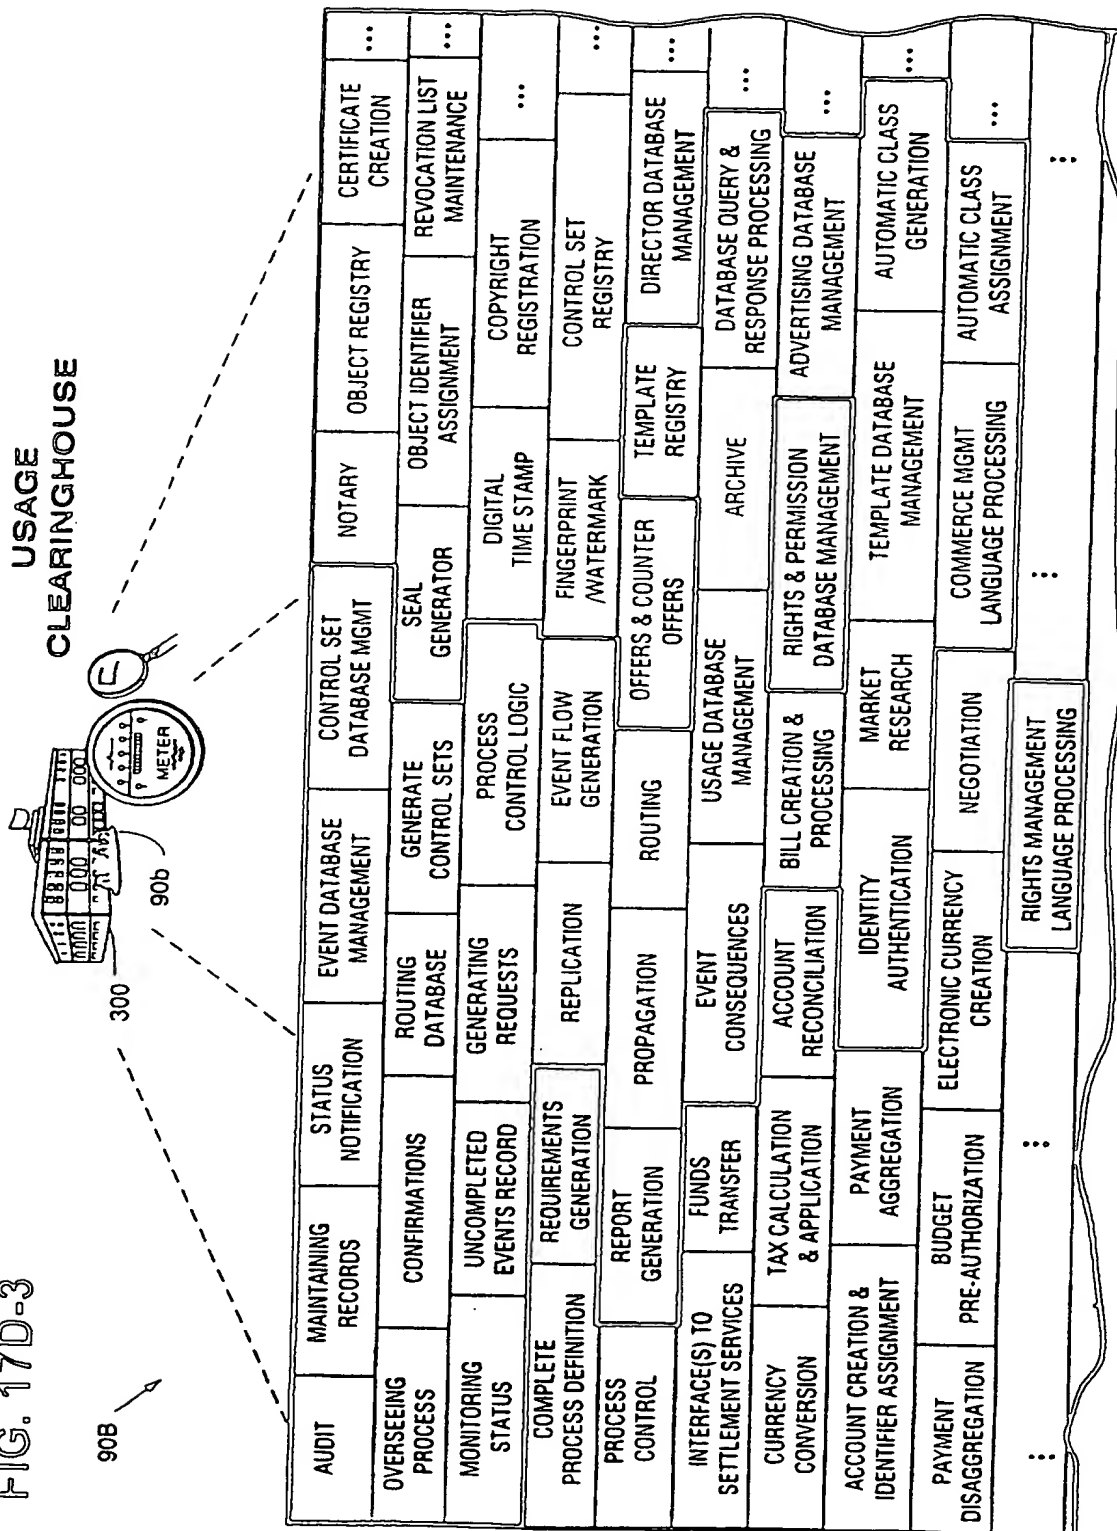 FIG. 17D-3
USAGE
CLEARINGHOUSE
90B
300
90b
METER
AUDIT
MAINTAINING
RECORDS
STATUS
NOTIFICATION
EVENT DATABASE
MANAGEMENT
CONTROL SET
DATABASE MGMT
NOTARY
OBJECT REGISTRY
CERTIFICATE
CREATION
...
OVERSEEING
PROCESS
CONFIRMATIONS
ROUTING
DATABASE
GENERATE
CONTROL SETS
SEAL
GENERATOR
OBJECT IDENTIFIER
ASSIGNMENT
REVOCATION LIST
MAINTENANCE
...
MONITORING
STATUS
UNCOMPLETED
EVENTS RECORD
GENERATING
REQUESTS
PROCESS
CONTROL LOGIC
DIGITAL
TIME STAMP
COPYRIGHT
REGISTRATION
...
COMPLETE
PROCESS DEFINITION
REQUIREMENTS
GENERATION
REPLICATION
EVENT FLOW
GENERATION
FINGERPRINT
/WATERMARK
CONTROL SET
REGISTRY
...
PROCESS
CONTROL
REPORT
GENERATION
PROPAGATION
ROUTING
OFFERS & COUNTER
OFFERS
TEMPLATE
REGISTRY
DIRECTOR DATABASE
MANAGEMENT
...
INTERFACE(S) TO
SETTLEMENT SERVICES
FUNDS
TRANSFER
EVENT
CONSEQUENCES
USAGE DATABASE
MANAGEMENT
ARCHIVE
DATABASE QUERY &
RESPONSE PROCESSING
...
CURRENCY
CONVERSION
TAX CALCULATION
& APPLICATION
ACCOUNT
RECONCILIATION
BILL CREATION &
PROCESSING
RIGHTS & PERMISSION
DATABASE MANAGEMENT
ADVERTISING DATABASE
MANAGEMENT
...
ACCOUNT CREATION &
IDENTIFIER ASSIGNMENT
PAYMENT
AGGREGATION
IDENTITY
AUTHENTICATION
MARKET
RESEARCH
TEMPLATE DATABASE
MANAGEMENT
AUTOMATIC CLASS
GENERATION
...
PAYMENT
DISAGGREGATION
BUDGET
PRE-AUTHORIZATION
ELECTRONIC CURRENCY
CREATION
NEGOTIATION
COMMERCE MGMT
LANGUAGE PROCESSING
AUTOMATIC CLASS
ASSIGNMENT
...
...
...
RIGHTS MANAGEMENT
LANGUAGE PROCESSING
...
...